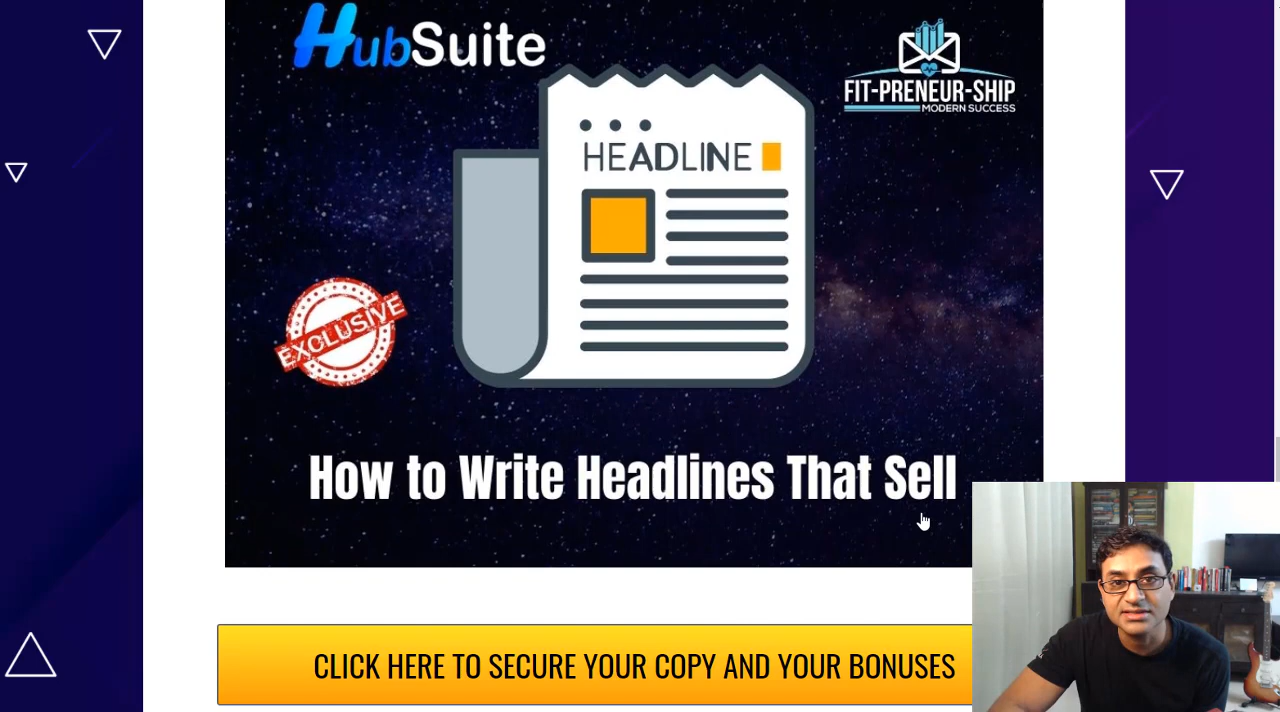 HubSuite
FIT-PRENEUR-SHIP
MODERN SUCCESS
HEADLINE
EXCLUSIVE
How to Write Headlines That Sell
CLICK HERE TO SECURE YOUR COPY AND YOUR BONUSES